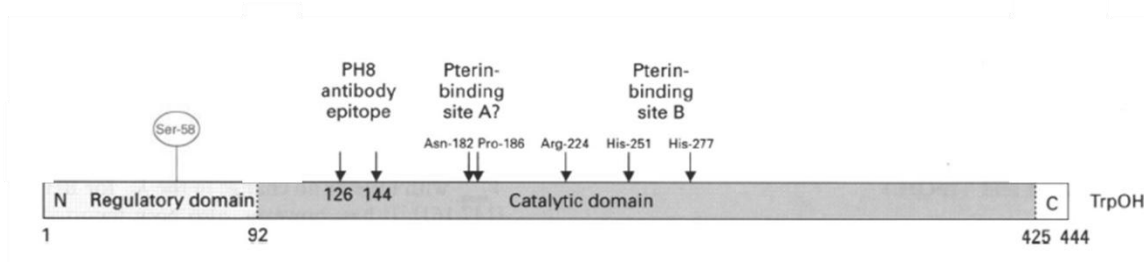 PH8
antibody
epitope
Pterin-
binding
site A?
Pterin-
binding
site B
Ser-58
Asn-182 Pro-186 Arg-224 His-251 His-277
N Regulatory domain 126 144 Catalytic domain C TrpOH
1 92 425 444